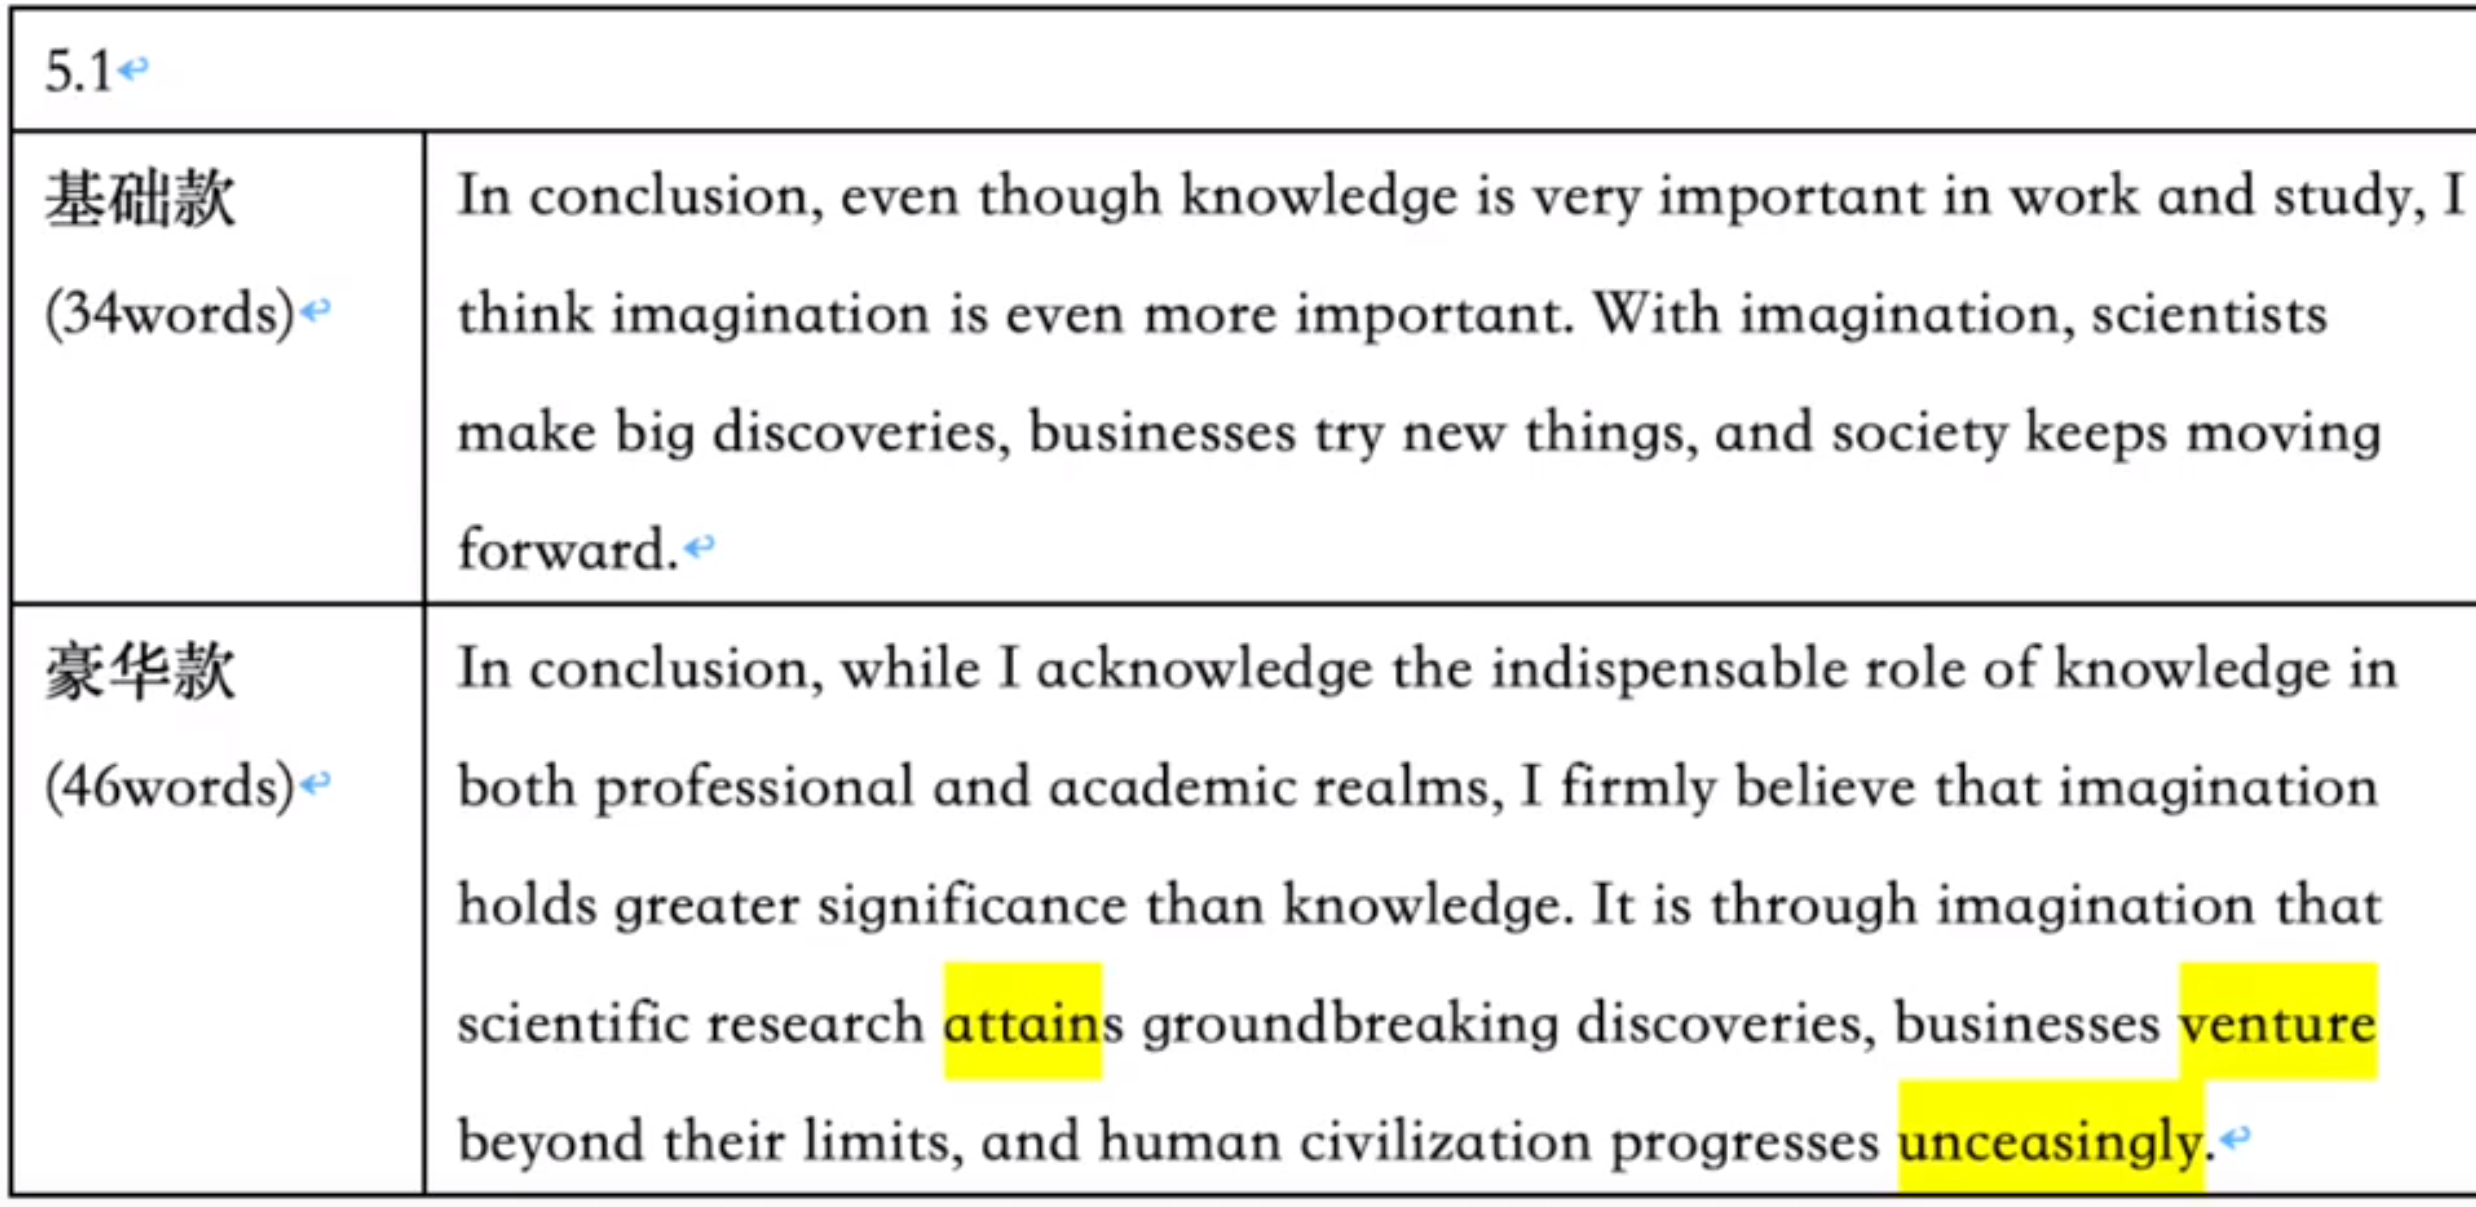 5.1
基础款
(34words)
In conclusion, even though knowledge is very important in work and study, I
think imagination is even more important. With imagination, scientists
make big discoveries, businesses try new things, and society keeps moving
forward.
豪华款
(46words)
In conclusion, while I acknowledge the indispensable role of knowledge in
both professional and academic realms, I firmly believe that imagination
holds greater significance than knowledge. It is through imagination that
scientific research attains groundbreaking discoveries, businesses venture
beyond their limits, and human civilization progresses unceasingly.